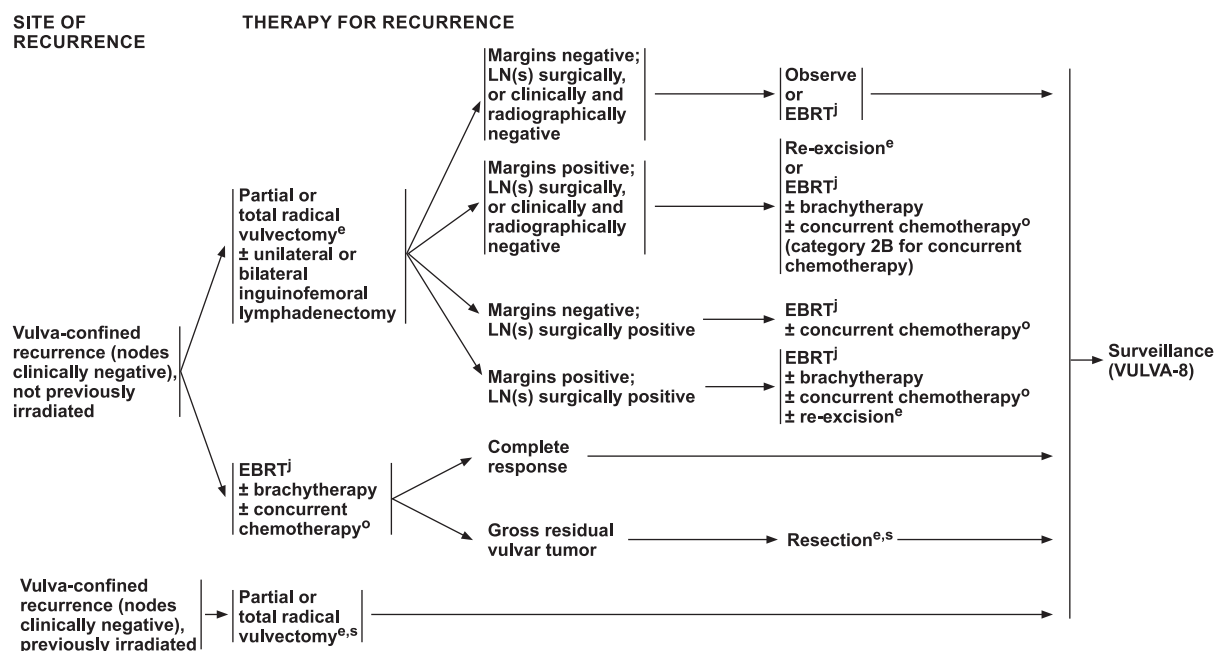 SITE OF
RECURRENCE
THERAPY FOR RECURRENCE
Vulva-confined
recurrence (nodes
clinically negative),
not previously
irradiated
Partial or
total radical
vulvectomyᵉ
± unilateral or
bilateral
inguinofemoral
lymphadenectomy
Margins negative;
LN(s) surgically,
or clinically and
radiographically
negative
Observe
or
EBRTʲ
Margins positive;
LN(s) surgically,
or clinically and
radiographically
negative
Re-excisionᵉ
or
EBRTʲ
± brachytherapy
± concurrent chemotherapyᵒ
(category 2B for concurrent
chemotherapy)
Margins negative;
LN(s) surgically positive
EBRTʲ
± concurrent chemotherapyᵒ
Margins positive;
LN(s) surgically positive
EBRTʲ
± brachytherapy
± concurrent chemotherapyᵒ
± re-excisionᵉ
EBRTʲ
± brachytherapy
± concurrent
chemotherapyᵒ
Complete
response
Gross residual
vulvar tumor
Resectionᵉ,ˢ
Surveillance
(VULVA-8)
Vulva-confined
recurrence (nodes
clinically negative),
previously irradiated
Partial or
total radical
vulvectomyᵉ,ˢ